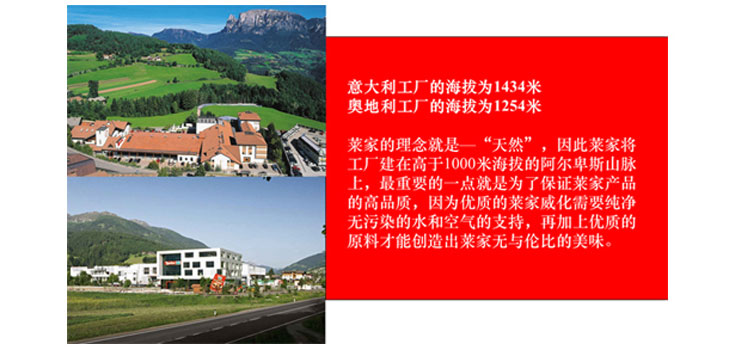 意大利工厂的海拔为1434米
奥地利工厂的海拔为1254米
莱家的理念就是—“天然”，因此莱家将
工厂建在高于1000米海拔的阿尔卑斯山脉
上，最重要的一点就是为了保证莱家产品
的高品质，因为优质的莱家威化需要纯净
无污染的水和空气的支持，再加上优质的
原料才能创造出莱家无与伦比的美味。